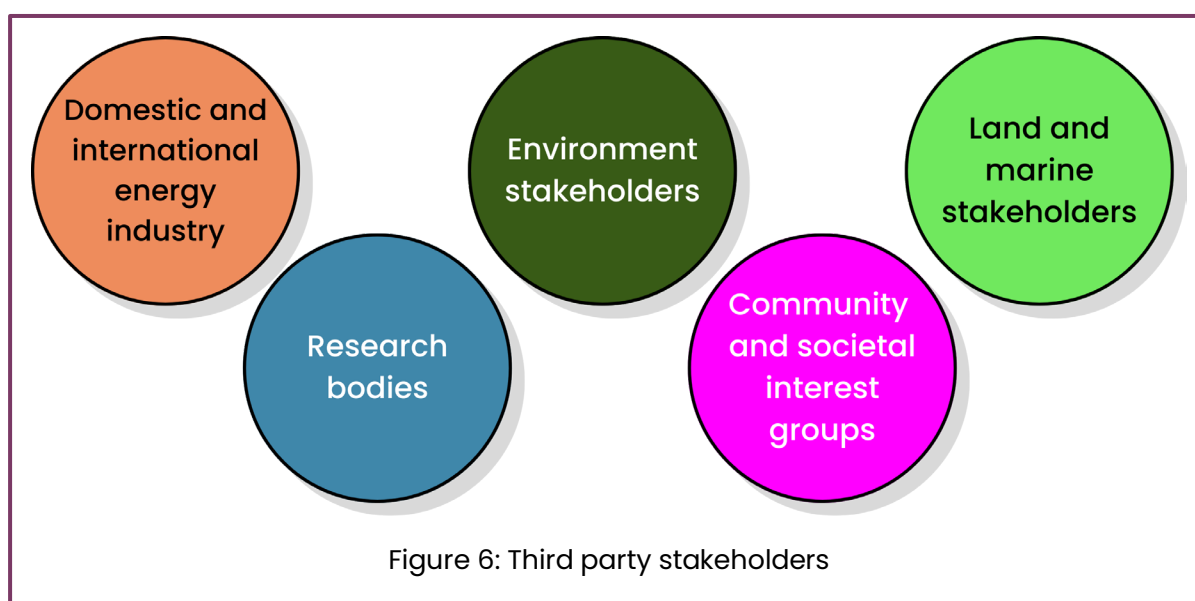 Domestic and
international
energy
industry
Research
bodies
Environment
stakeholders
Community
and societal
interest
groups
Land and
marine
stakeholders
Figure 6: Third party stakeholders